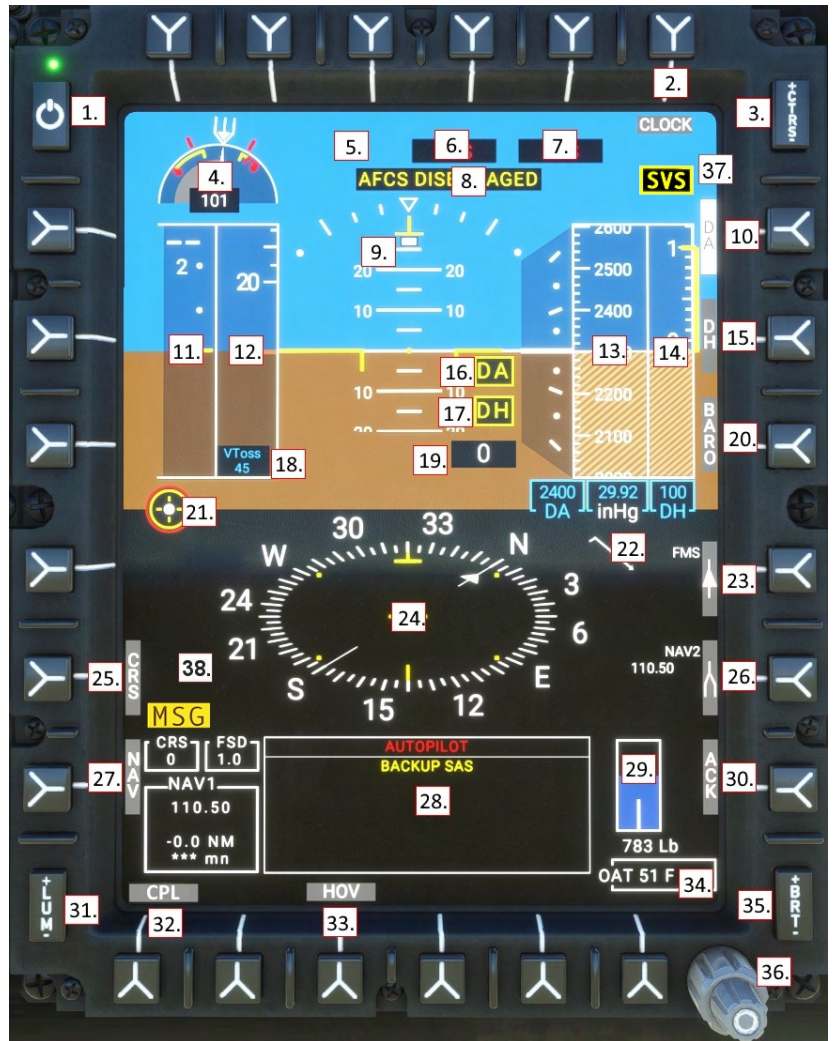 1.
2.
3.
+CTRS-
CLOCK
4.
101
5.
6.
7.
8.
AFCS DIS AGED
SVS
37.
DA
10.
9.
20 20
10 10
2
20
11.
12.
2600
2500
2400
2200
2100
1
13.
14.
DH
15.
16. DA
10 10
17. DH
19. 0
VToss
45
18.
BARO
20.
2400
DA
29.92
inHg
100
DH
21.
22.
FMS
23.
30 33 N 3 6 E 12 15 S 21 24 W
24.
CRS
25.
38.
NAV2
110.50
26.
MSG
CRS
0
FSD
1.0
NAV
27.
NAV1
110.50
-0.0 NM
*** mn
AUTOPILOT
BACKUP SAS
28.
29.
783 Lb
ACK
30.
OAT 51 F
34.
+LUM-
31.
CPL
32.
HOV
33.
+BRT-
35.
36.